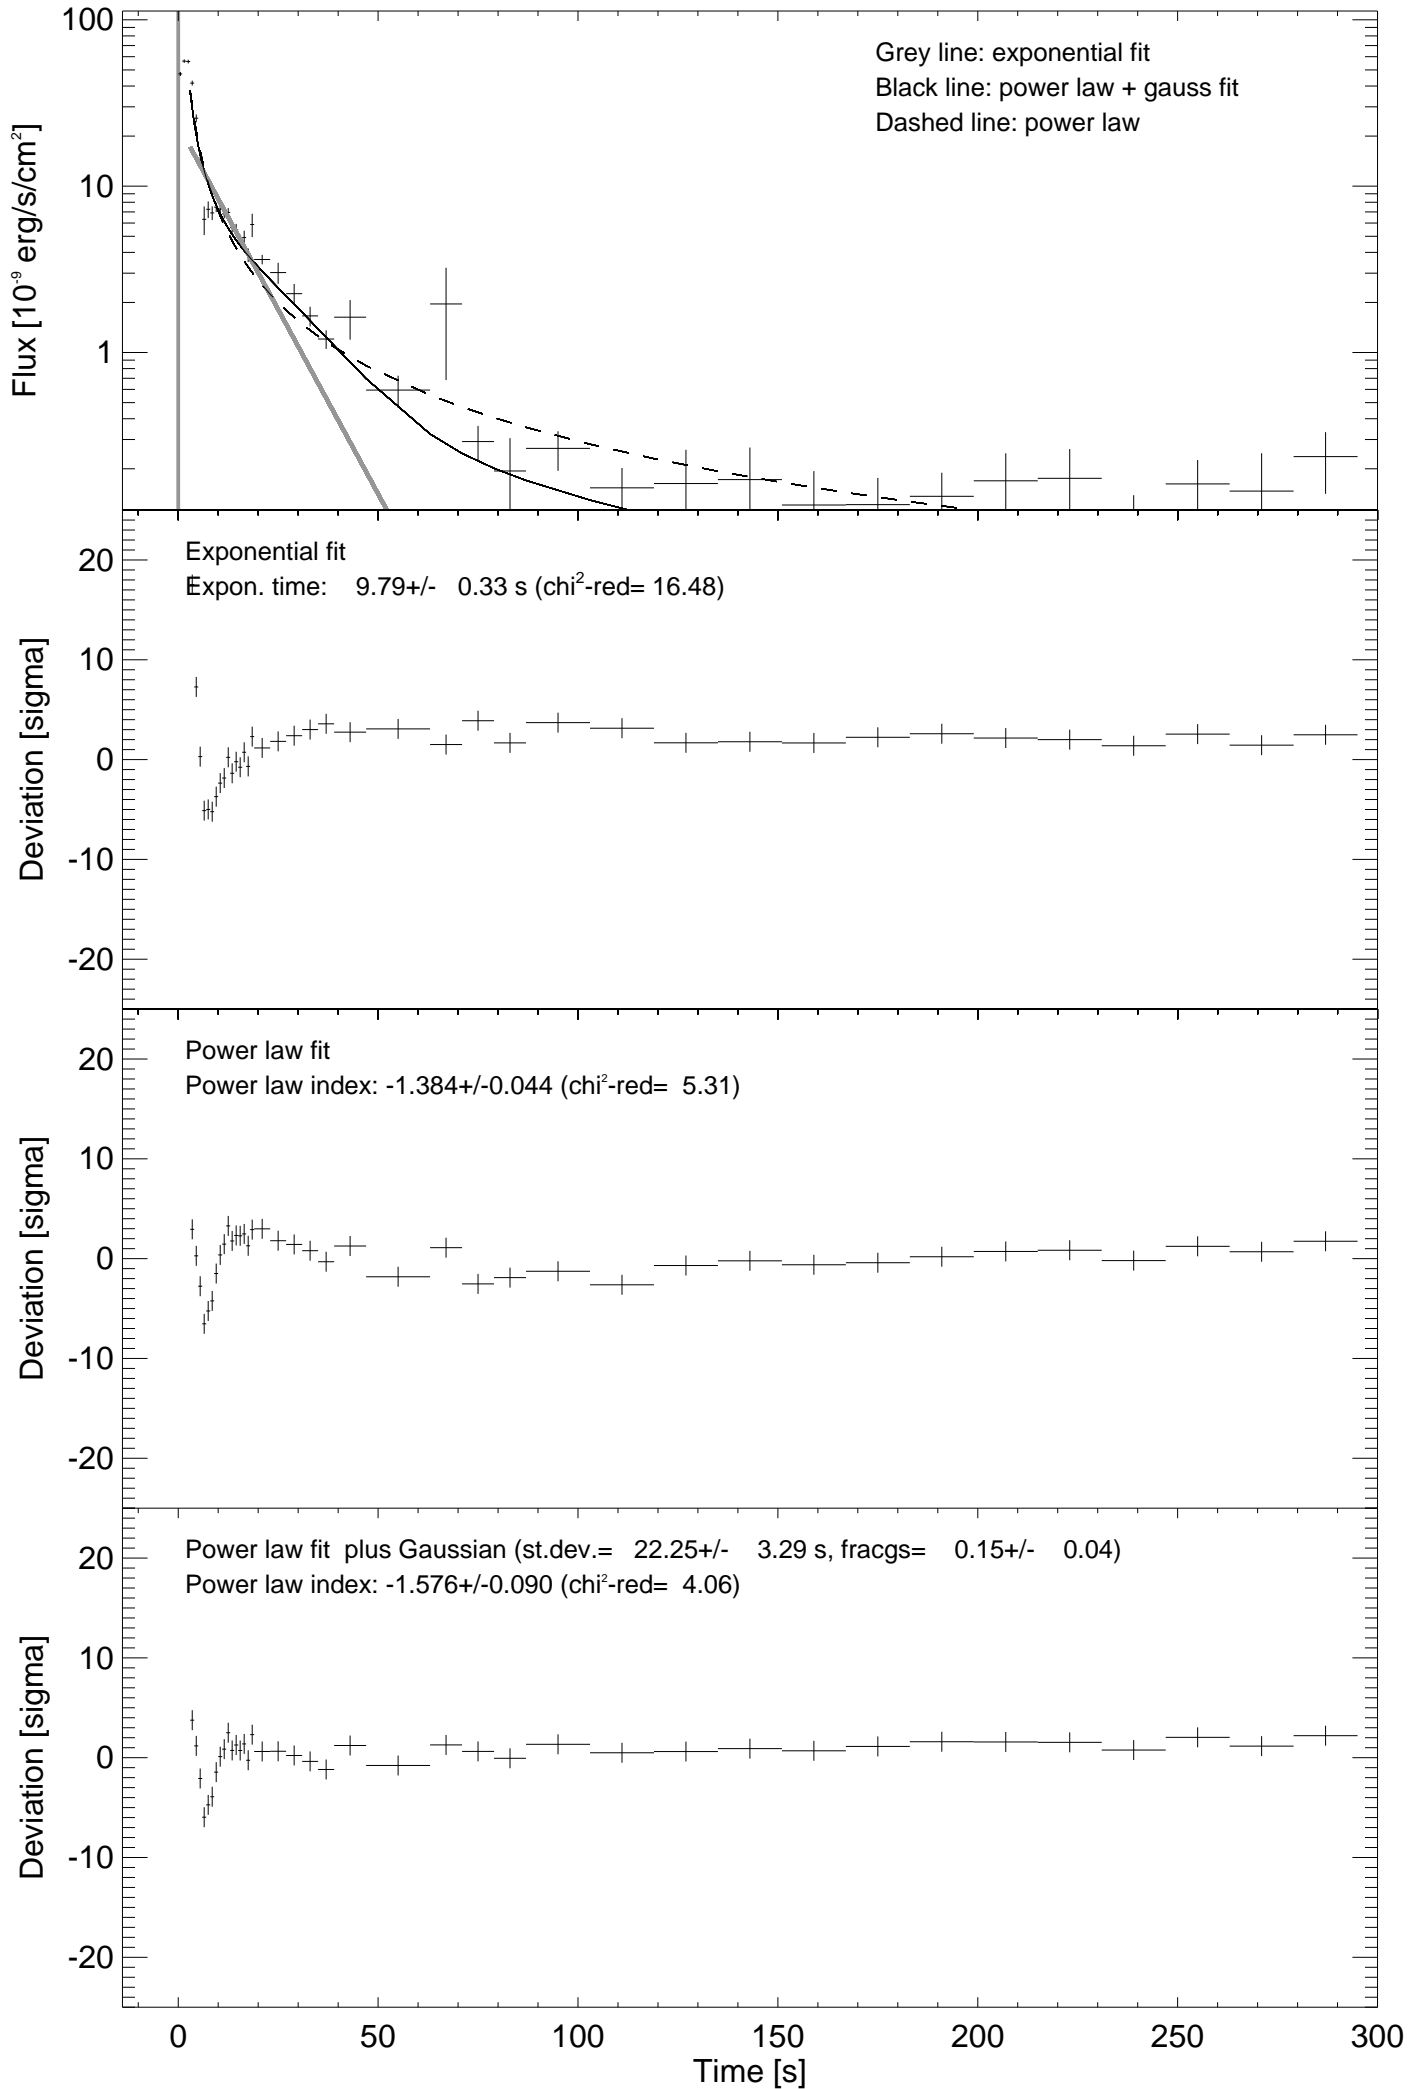 100
10
1
Flux [10⁻⁹ erg/s/cm²]
Grey line: exponential fit
Black line: power law + gauss fit
Dashed line: power law
20
10
0
-10
-20
Deviation [sigma]
Exponential fit
Expon. time: 9.79+/- 0.33 s (chi²-red= 16.48)
20
10
0
-10
-20
Deviation [sigma]
Power law fit
Power law index: -1.384+/-0.044 (chi²-red= 5.31)
20
10
0
-10
-20
Deviation [sigma]
Power law fit plus Gaussian (st.dev.= 22.25+/- 3.29 s, fracgs= 0.15+/- 0.04)
Power law index: -1.576+/-0.090 (chi²-red= 4.06)
0 50 100 150 200 250 300
Time [s]